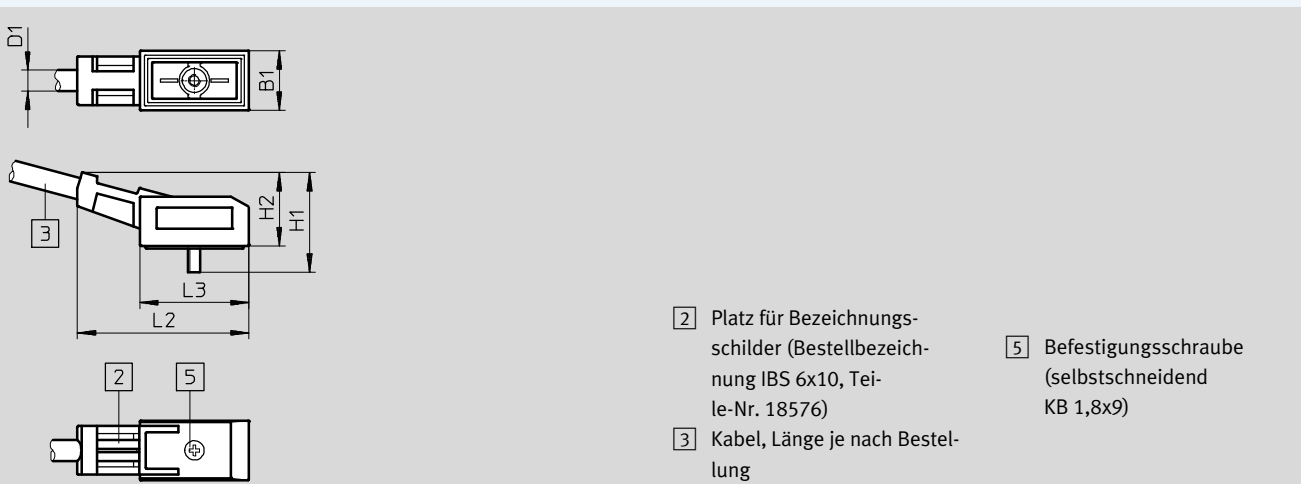 D1
B1
H2
H1
3
L3
L2
2
5
2 Platz für Bezeichnungs-
schilder (Bestellbezeich-
nung IBS 6x10, Tei-
le-Nr. 18576)
3 Kabel, Länge je nach Bestel-
lung
5 Befestigungsschraube
(selbstschneidend
KB 1,8x9)